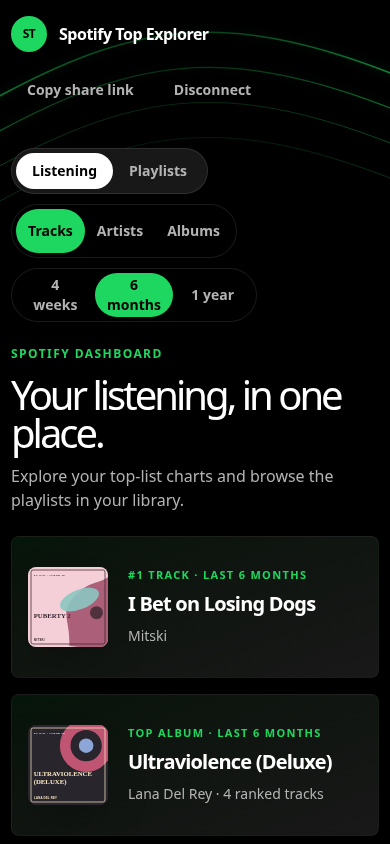 ST
Spotify Top Explorer
Copy share link
Disconnect
Listening
Playlists
Tracks
Artists
Albums
4 weeks
6 months
1 year
SPOTIFY DASHBOARD
Your listening, in one
place.
Explore your top-list charts and browse the
playlists in your library.
#1 TRACK · LAST 6 MONTHS
I Bet on Losing Dogs
Mitski
PUBERTY 2
MITSKI
TOP ALBUM · LAST 6 MONTHS
Ultraviolence (Deluxe)
Lana Del Rey · 4 ranked tracks
ULTRAVIOLENCE
(DELUXE)
LANA DEL REY